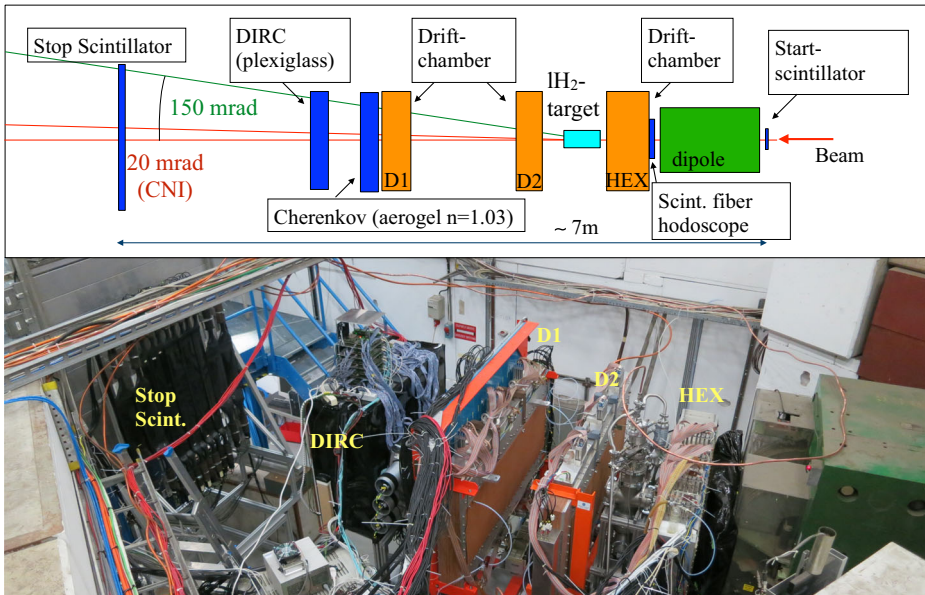 Stop Scintillator
DIRC
(plexiglass)
Drift-
chamber
lH2-
target
Drift-
chamber
Start-
scintillator
150 mrad
20 mrad
(CNI)
D1
D2
HEX
dipole
Beam
Cherenkov (aerogel n=1.03)
Scint. fiber
hodoscope
~ 7m
D1
D2
HEX
Stop
Scint.
DIRC